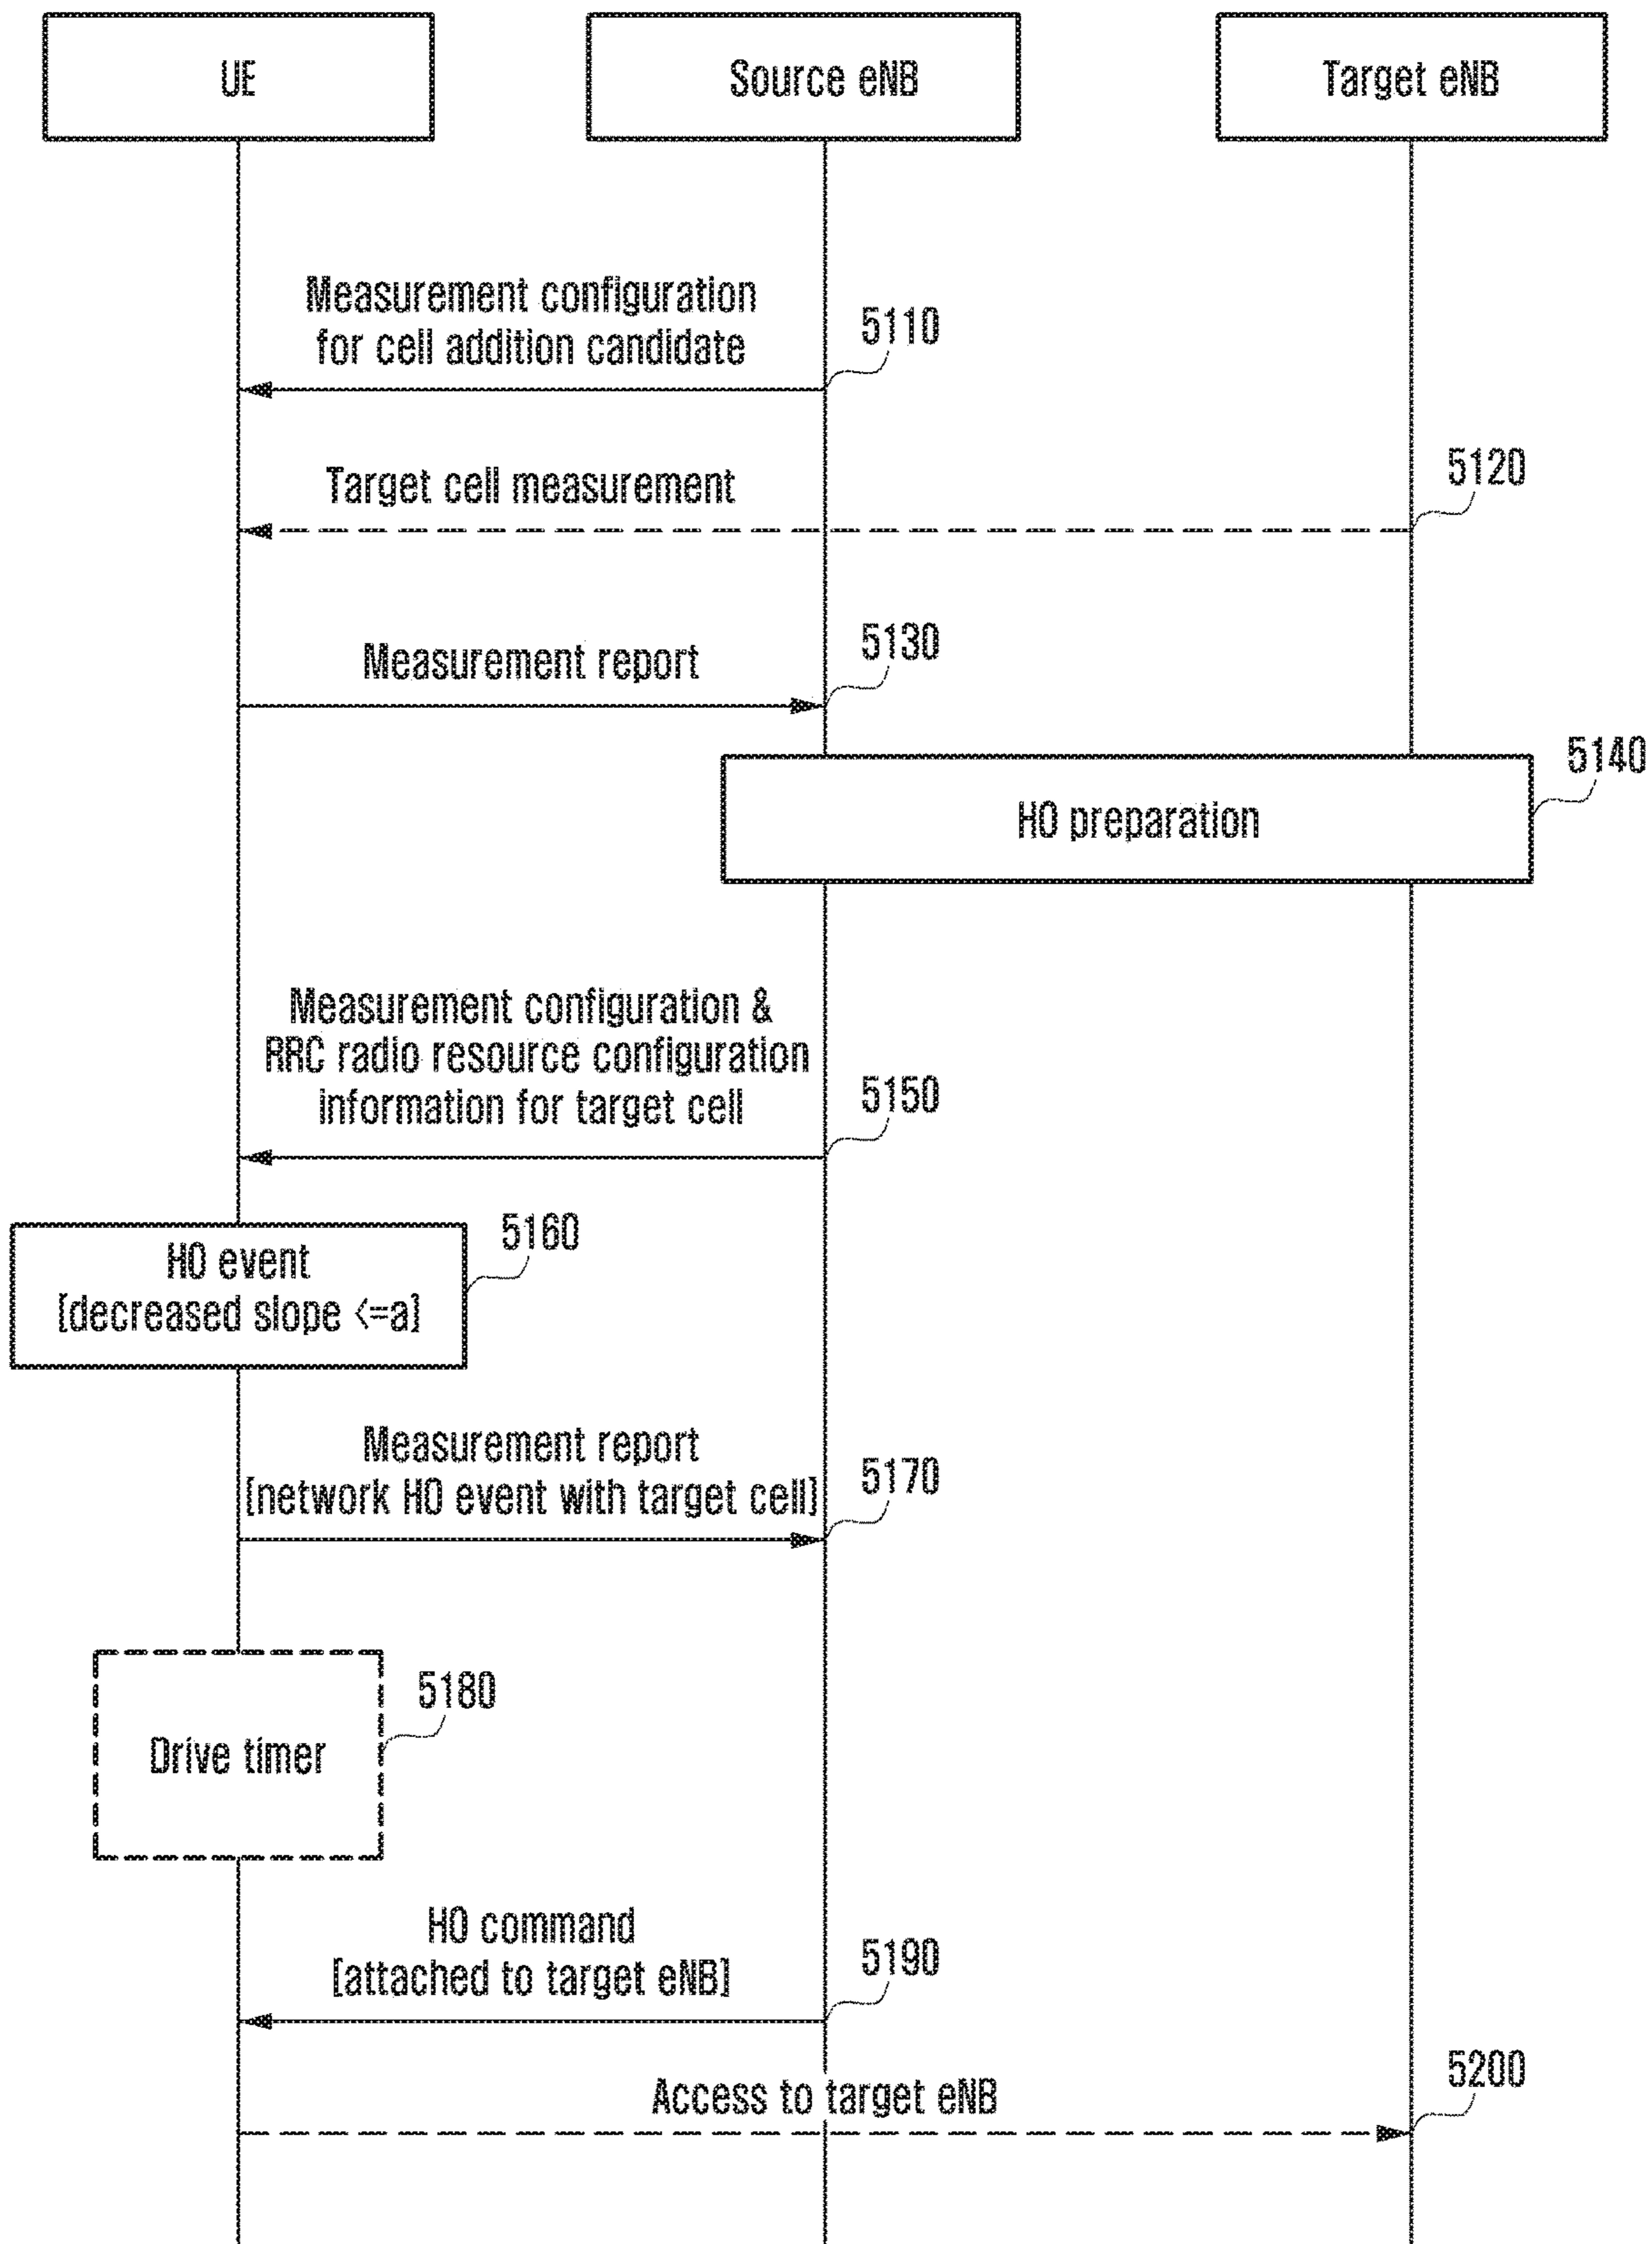 UE
Source eNB
Target eNB
Measurement configuration
for cell addition candidate
5110
Target cell measurement
5120
Measurement report
5130
HO preparation
5140
Measurement configuration &
RRC radio resource configuration
information for target cell
5150
HO event
[decreased slope <=a]
5160
Measurement report
[network HO event with target cell]
5170
Drive timer
5180
HO command
[attached to target eNB]
5190
Access to target eNB
5200